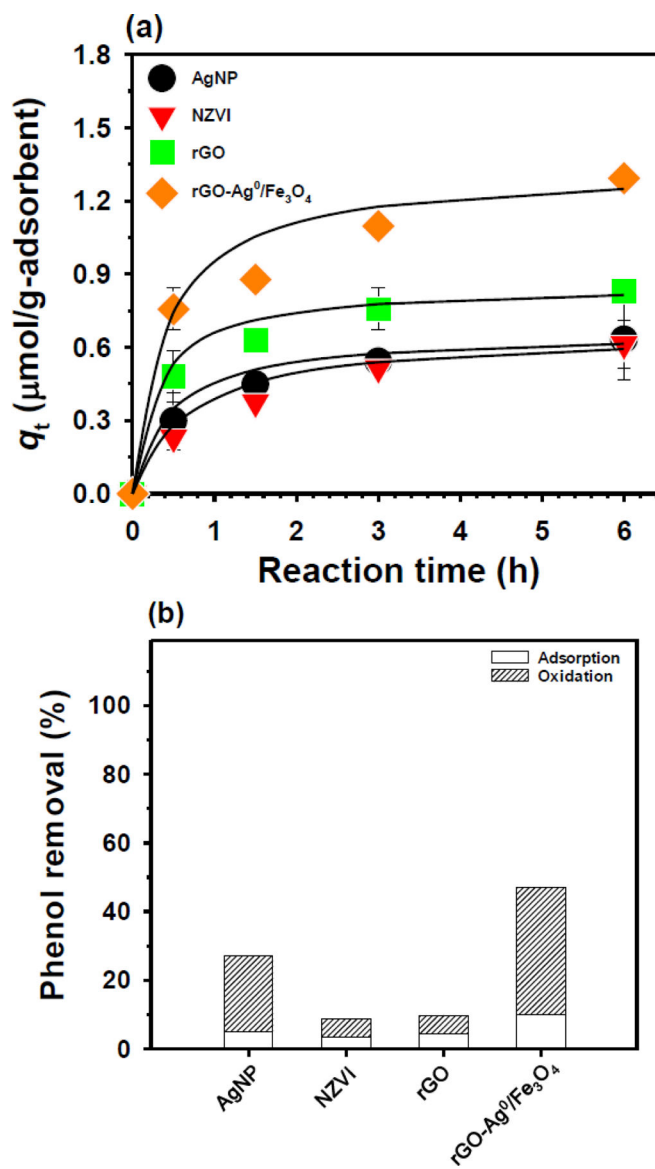 (a)
1.8
1.5
1.2
0.9
0.6
0.3
0.0
qt (μmol/g-adsorbent)
AgNP
NZVI
rGO
rGO-Ag⁰/Fe₃O₄
0 1 2 3 4 5 6
Reaction time (h)
(b)
Adsorption
Oxidation
100
80
60
40
20
0
Phenol removal (%)
AgNP
NZVI
rGO
rGO-Ag⁰/Fe₃O₄